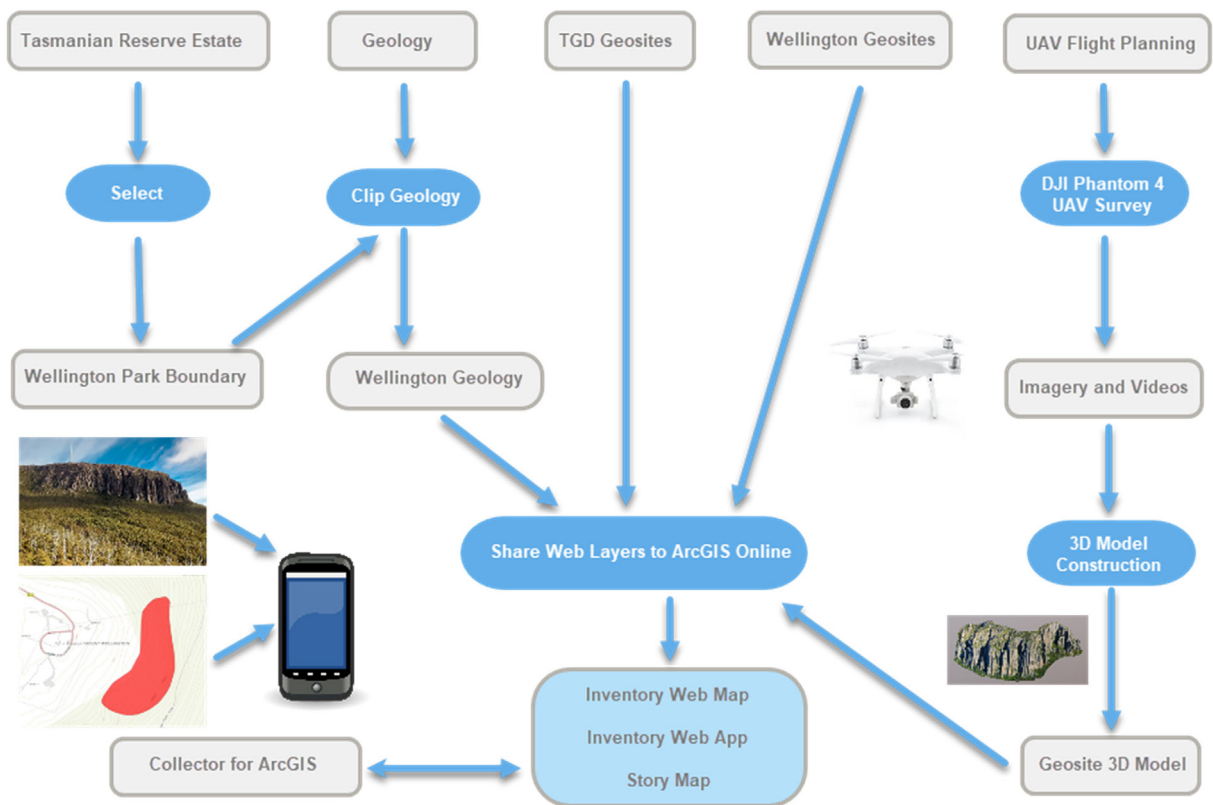 Tasmanian Reserve Estate
Geology
TGD Geosites
Wellington Geosites
UAV Flight Planning
Select
Clip Geology
DJI Phantom 4
UAV Survey
Wellington Park Boundary
Wellington Geology
Imagery and Videos
Share Web Layers to ArcGIS Online
3D Model
Construction
Inventory Web Map
Inventory Web App
Story Map
Collector for ArcGIS
Geosite 3D Model